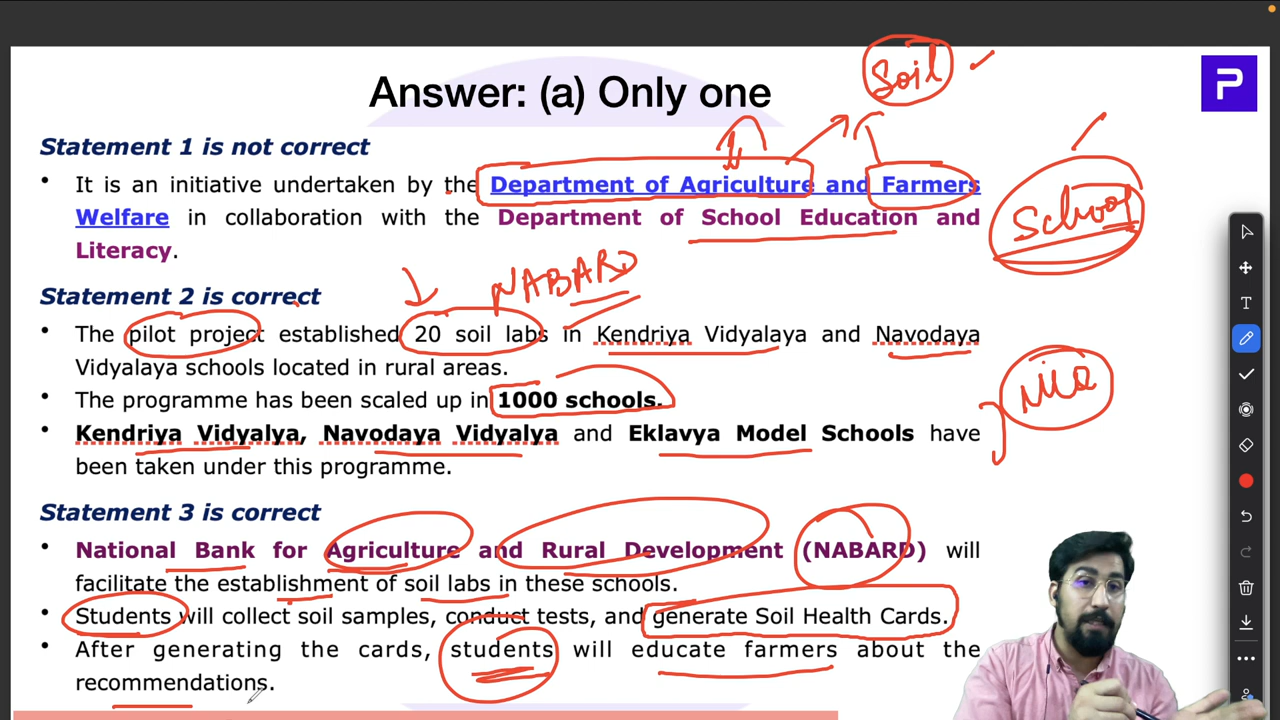 Soil
Answer: (a) Only one
Statement 1 is not correct
• It is an initiative undertaken by the Department of Agriculture and Farmers
Welfare in collaboration with the Department of School Education and
Literacy.
School
NABARD
Statement 2 is correct
• The pilot project established 20 soil labs in Kendriya Vidyalaya and Navodaya
Vidyalaya schools located in rural areas.
• The programme has been scaled up in 1000 schools.
• Kendriya Vidyalya, Navodaya Vidyalya and Eklavya Model Schools have
been taken under this programme.
Statement 3 is correct
• National Bank for Agriculture and Rural Development (NABARD) will
facilitate the establishment of soil labs in these schools.
• Students will collect soil samples, conduct tests, and generate Soil Health Cards.
• After generating the cards, students will educate farmers about the
recommendations.